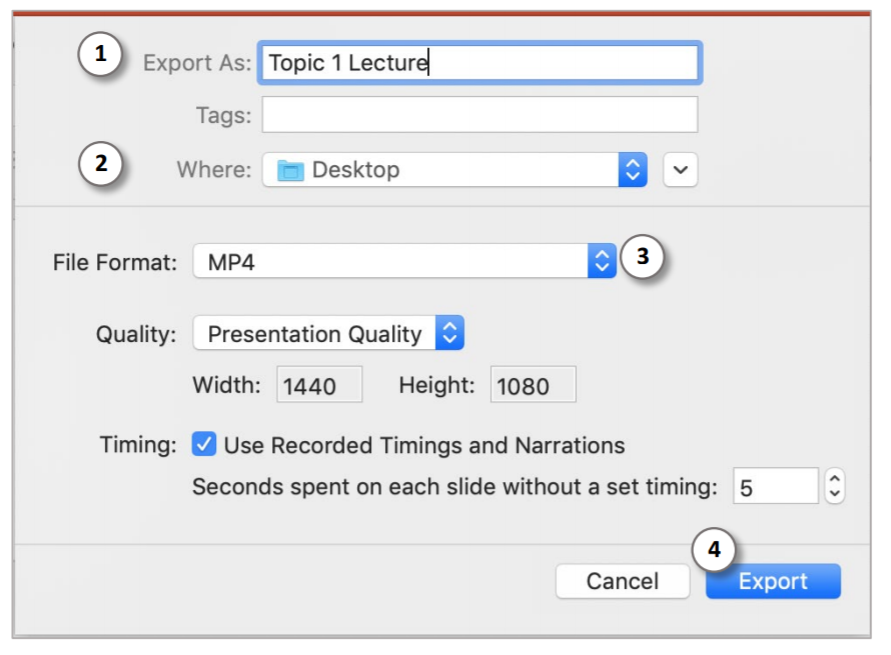 1 Export As: Topic 1 Lecture
Tags:
2 Where: Desktop
File Format: MP4 3
Quality: Presentation Quality
Width: 1440 Height: 1080
Timing: Use Recorded Timings and Narrations
Seconds spent on each slide without a set timing: 5
4
Cancel Export